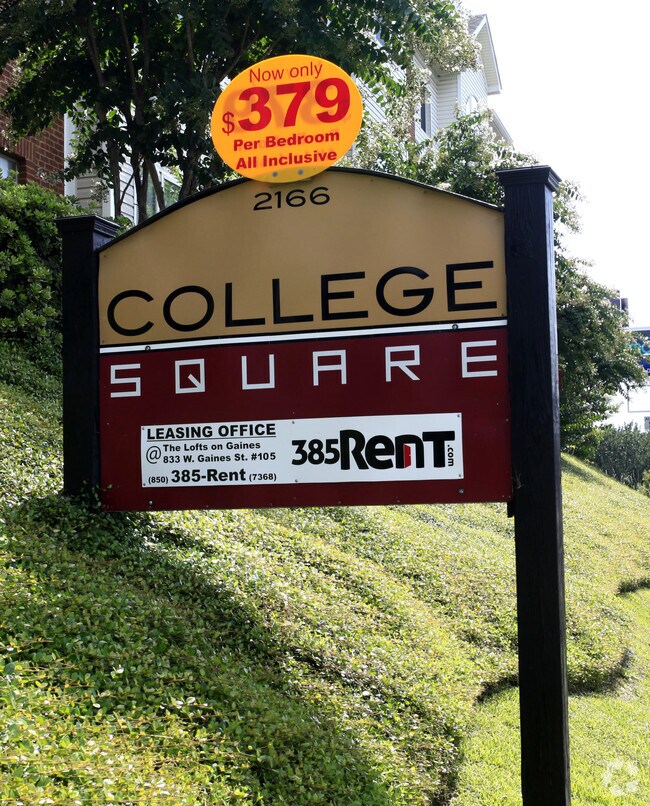 Now only
$379
Per Bedroom
All Inclusive
2166
COLLEGE
SQUARE
LEASING OFFICE
@ The Lofts on Gaines
833 W. Gaines St. #105
(850) 385-Rent (7368)
385RenT.com